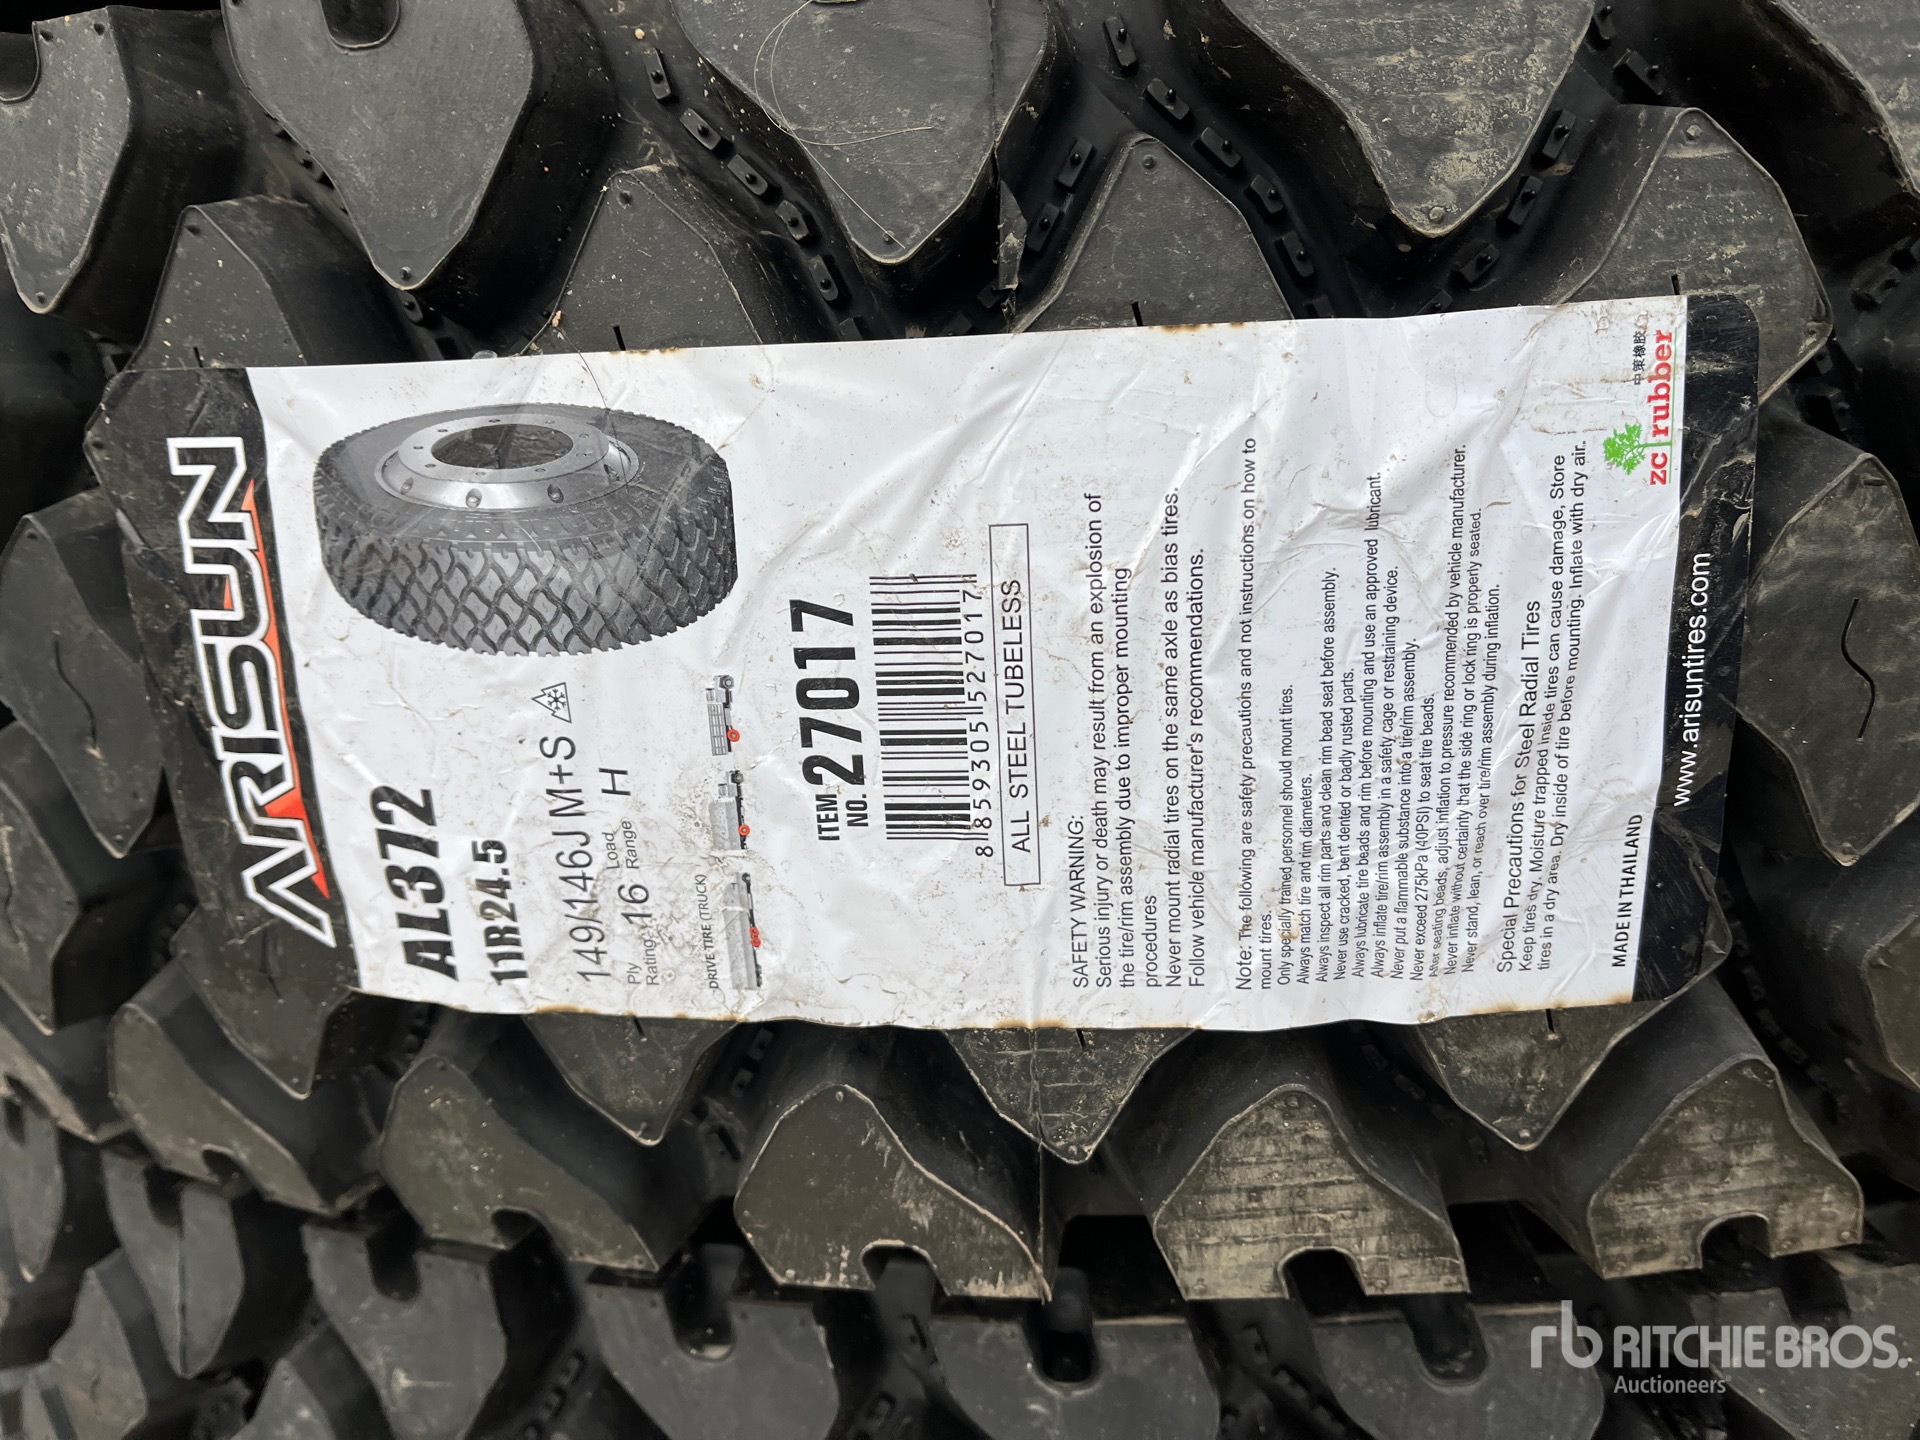 ARISUN
AL372
11R24.5
149/146J M+S
Ply Rating: 16 Load Range H
DRIVE TIRE (TRUCK)
ITEM NO. 27017
8 85930552701 7
ALL STEEL TUBELESS
SAFETY WARNING:
Serious injury or death may result from an explosion of
the tire/rim assembly due to improper mounting
procedures
Never mount radial tires on the same axle as bias tires.
Follow vehicle manufacturer's recommendations.
Note: The following are safety precautions and not instructions on how to
mount tires.
Only specially trained personnel should mount tires.
Always match tire and rim diameters.
Always inspect all rim parts and clean rim bead seat before assembly.
Never use cracked, bent dented or badly rusted parts.
Always lubricate tire beads and rim before mounting and use an approved lubricant.
Always inflate tire/rim assembly in a safety cage or restraining device.
Never put a flammable substance into a tire/rim assembly.
Never exceed 275kPa (40PSI) to seat tire beads.
After seating beads, adjust inflation to pressure recommended by vehicle manufacturer.
Never inflate without certainty that the side ring or lock ring is properly seated.
Never stand, lean, or reach over tire/rim assembly during inflation.
Special Precautions for Steel Radial Tires
Keep tires dry, Moisture trapped inside tires can cause damage, Store
tires in a dry area. Dry inside of tire before mounting. Inflate with dry air.
MADE IN THAILAND
中策橡胶
zc rubber
www.arisuntires.com
rb RITCHIE BROS.
Auctioneers